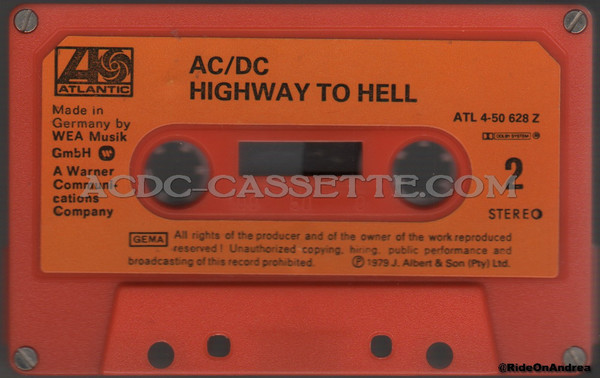 @RideOnAndrea
ATLANTIC
AC/DC
HIGHWAY TO HELL
Made in
Germany by
WEA Musik
GmbH
A Warner
Communi-
cations
Company
ATL 4-50 628 Z
DOLBY SYSTEM
2
STEREO
ACDC-CASSETTE.COM
GEMA
All rights of the producer and of the owner of the work reproduced
reserved! Unauthorized copying, hiring, public performance and
broadcasting of this record prohibited. ℗ 1979 J. Albert & Son (Pty) Ltd.
@RideOnAndrea